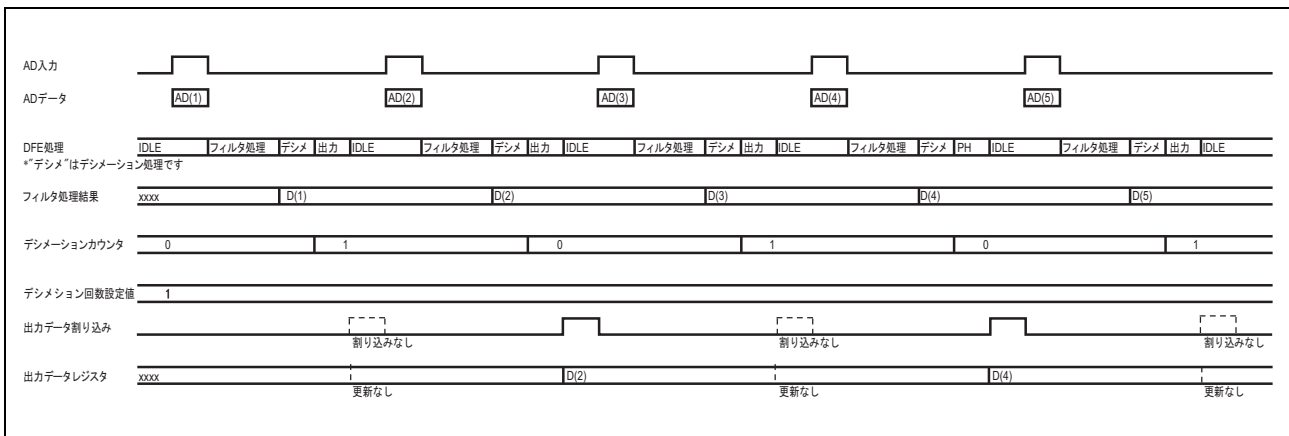 AD入力
ADデータ
AD(1) AD(2) AD(3) AD(4) AD(5)
DFE処理
IDLE フィルタ処理 デシメ 出力 IDLE フィルタ処理 デシメ 出力 IDLE フィルタ処理 デシメ 出力 IDLE フィルタ処理 デシメ PH IDLE フィルタ処理 デシメ 出力 IDLE
*"デシメ"はデシメーション処理です
フィルタ処理結果
xxxx D(1) D(2) D(3) D(4) D(5)
デシメーションカウンタ
0 1 0 1 0 1
デシメション回数設定値
1
出力データ割り込み
割り込みなし 割り込みなし 割り込みなし
出力データレジスタ
xxxx D(2) D(4)
更新なし 更新なし 更新なし